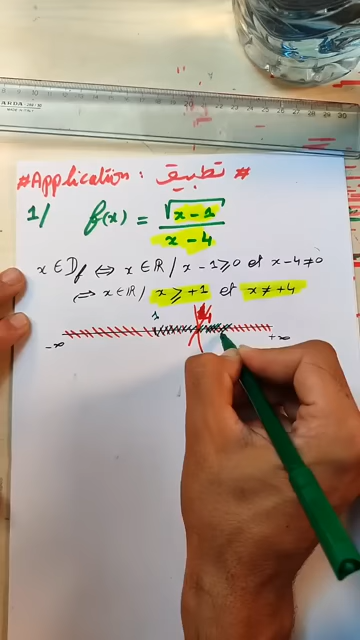 #Application: تطبيق #
1/ f(x) = √(x-1) / (x-4)
x ∈ Df ⇔ x ∈ ℝ / x-1 ⩾ 0 et x-4 ≠ 0
⇔ x ∈ ℝ / x ⩾ +1 et x ≠ +4
1 4
-∞ +∞